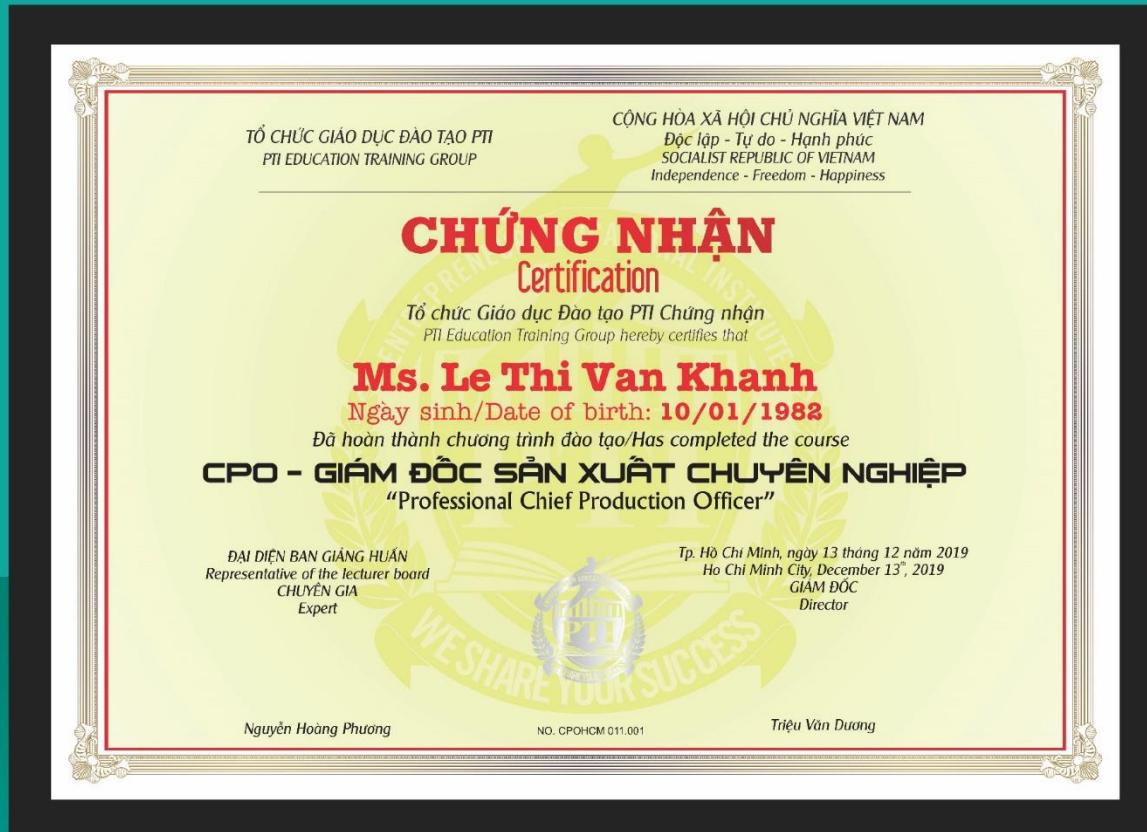 TỔ CHỨC GIÁO DỤC ĐÀO TẠO PTI
PTI EDUCATION TRAINING GROUP
CỘNG HÒA XÃ HỘI CHỦ NGHĨA VIỆT NAM
Độc lập - Tự do - Hạnh phúc
SOCIALIST REPUBLIC OF VIETNAM
Independence - Freedom - Happiness
CHỨNG NHẬN
Certification
Tổ chức Giáo dục Đào tạo PTI Chứng nhận
PTI Education Training Group hereby certifies that
Ms. Le Thi Van Khanh
Ngày sinh/Date of birth: 10/01/1982
Đã hoàn thành chương trình đào tạo/Has completed the course
CPO - GIÁM ĐỐC SẢN XUẤT CHUYÊN NGHIỆP
“Professional Chief Production Officer”
ĐẠI DIỆN BAN GIẢNG HUẤN
Representative of the lecturer board
CHUYÊN GIA
Expert
Tp. Hồ Chí Minh, ngày 13 tháng 12 năm 2019
Ho Chi Minh City, December 13th, 2019
GIÁM ĐỐC
Director
PTI
WE SHARE YOUR SUCCESS
Nguyễn Hoàng Phương
NO. CPOHCM 011.001
Triệu Văn Dương